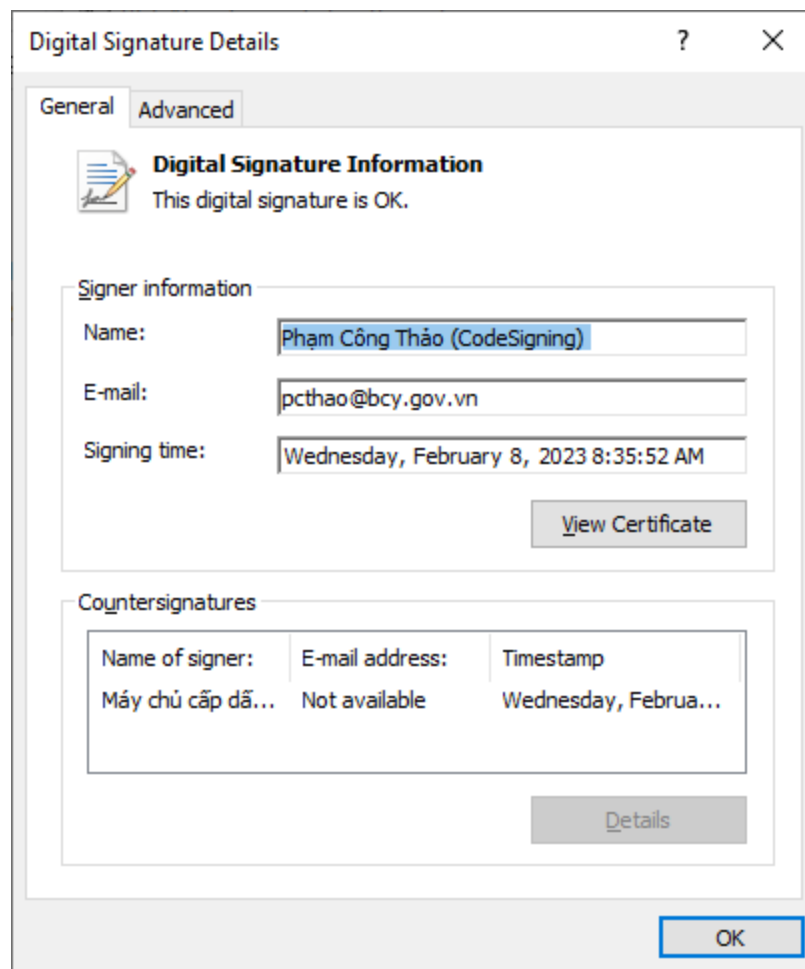 Digital Signature Details
General Advanced
Digital Signature Information
This digital signature is OK.
Signer information
Name: Phạm Công Thảo (CodeSigning)
E-mail: pcthao@bcy.gov.vn
Signing time: Wednesday, February 8, 2023 8:35:52 AM
View Certificate
Countersignatures
Name of signer: E-mail address: Timestamp
Máy chủ cấp dấ... Not available Wednesday, Februa...
Details
OK